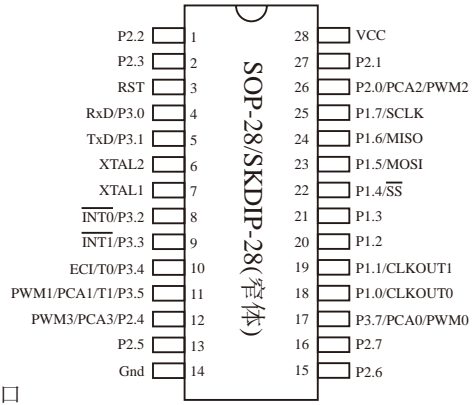 P2.2 1 28 VCC
P2.3 2 27 P2.1
RST 3 26 P2.0/PCA2/PWM2
RxD/P3.0 4 25 P1.7/SCLK
TxD/P3.1 5 24 P1.6/MISO
XTAL2 6 23 P1.5/MOSI
XTAL1 7 22 P1.4/S̅S̅
I̅N̅T̅0̅/P3.2 8 21 P1.3
I̅N̅T̅1̅/P3.3 9 20 P1.2
ECI/T0/P3.4 10 19 P1.1/CLKOUT1
PWM1/PCA1/T1/P3.5 11 18 P1.0/CLKOUT0
PWM3/PCA3/P2.4 12 17 P3.7/PCA0/PWM0
P2.5 13 16 P2.7
Gnd 14 15 P2.6
SOP-28/SKDIP-28(窄体)
口